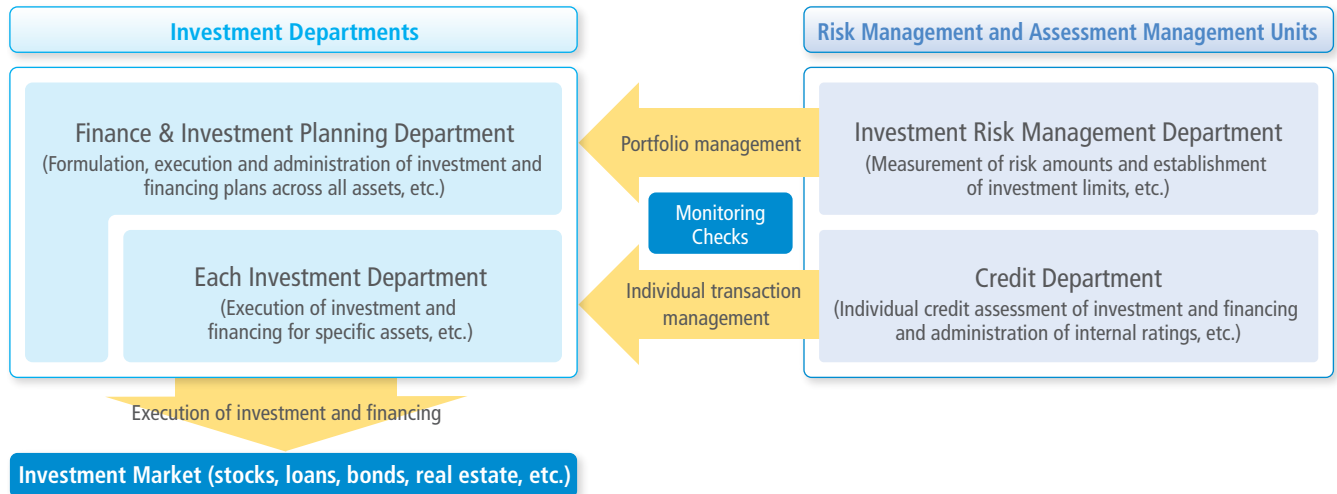 Investment Departments
Risk Management and Assessment Management Units
Finance & Investment Planning Department
(Formulation, execution and administration of investment and
financing plans across all assets, etc.)
Portfolio management
Investment Risk Management Department
(Measurement of risk amounts and establishment
of investment limits, etc.)
Monitoring
Checks
Each Investment Department
(Execution of investment and
financing for specific assets, etc.)
Individual transaction
management
Credit Department
(Individual credit assessment of investment and financing
and administration of internal ratings, etc.)
Execution of investment and financing
Investment Market (stocks, loans, bonds, real estate, etc.)